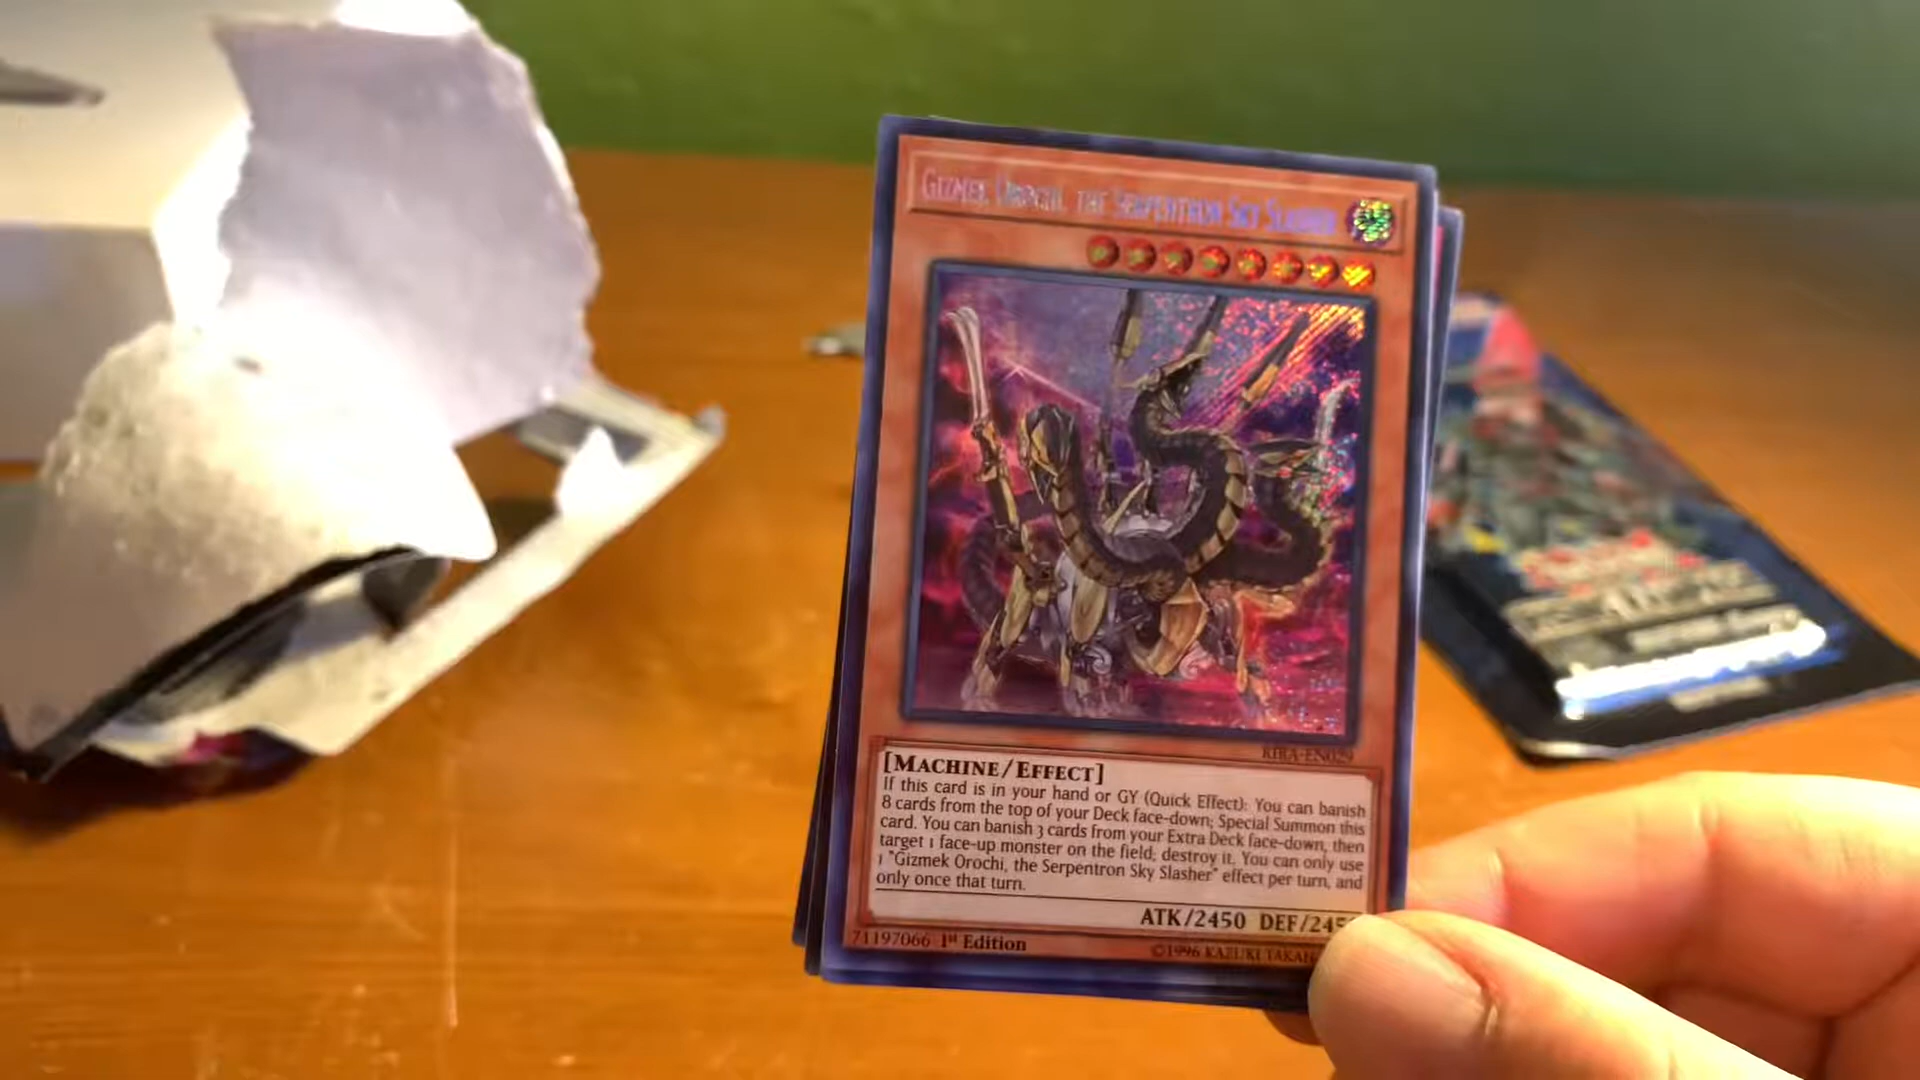 Gizmek Orochi, the Serpentron Sky Slasher
RIRA-EN029
[Machine/Effect]
If this card is in your hand or GY (Quick Effect): You can banish
8 cards from the top of your Deck face-down; Special Summon this
card. You can banish 3 cards from your Extra Deck face-down, then
target 1 face-up monster on the field; destroy it. You can only use
1 "Gizmek Orochi, the Serpentron Sky Slasher" effect per turn, and
only once that turn.
ATK/2450 DEF/245
71197066 1st Edition
©1996 KAZUKI TAKAH